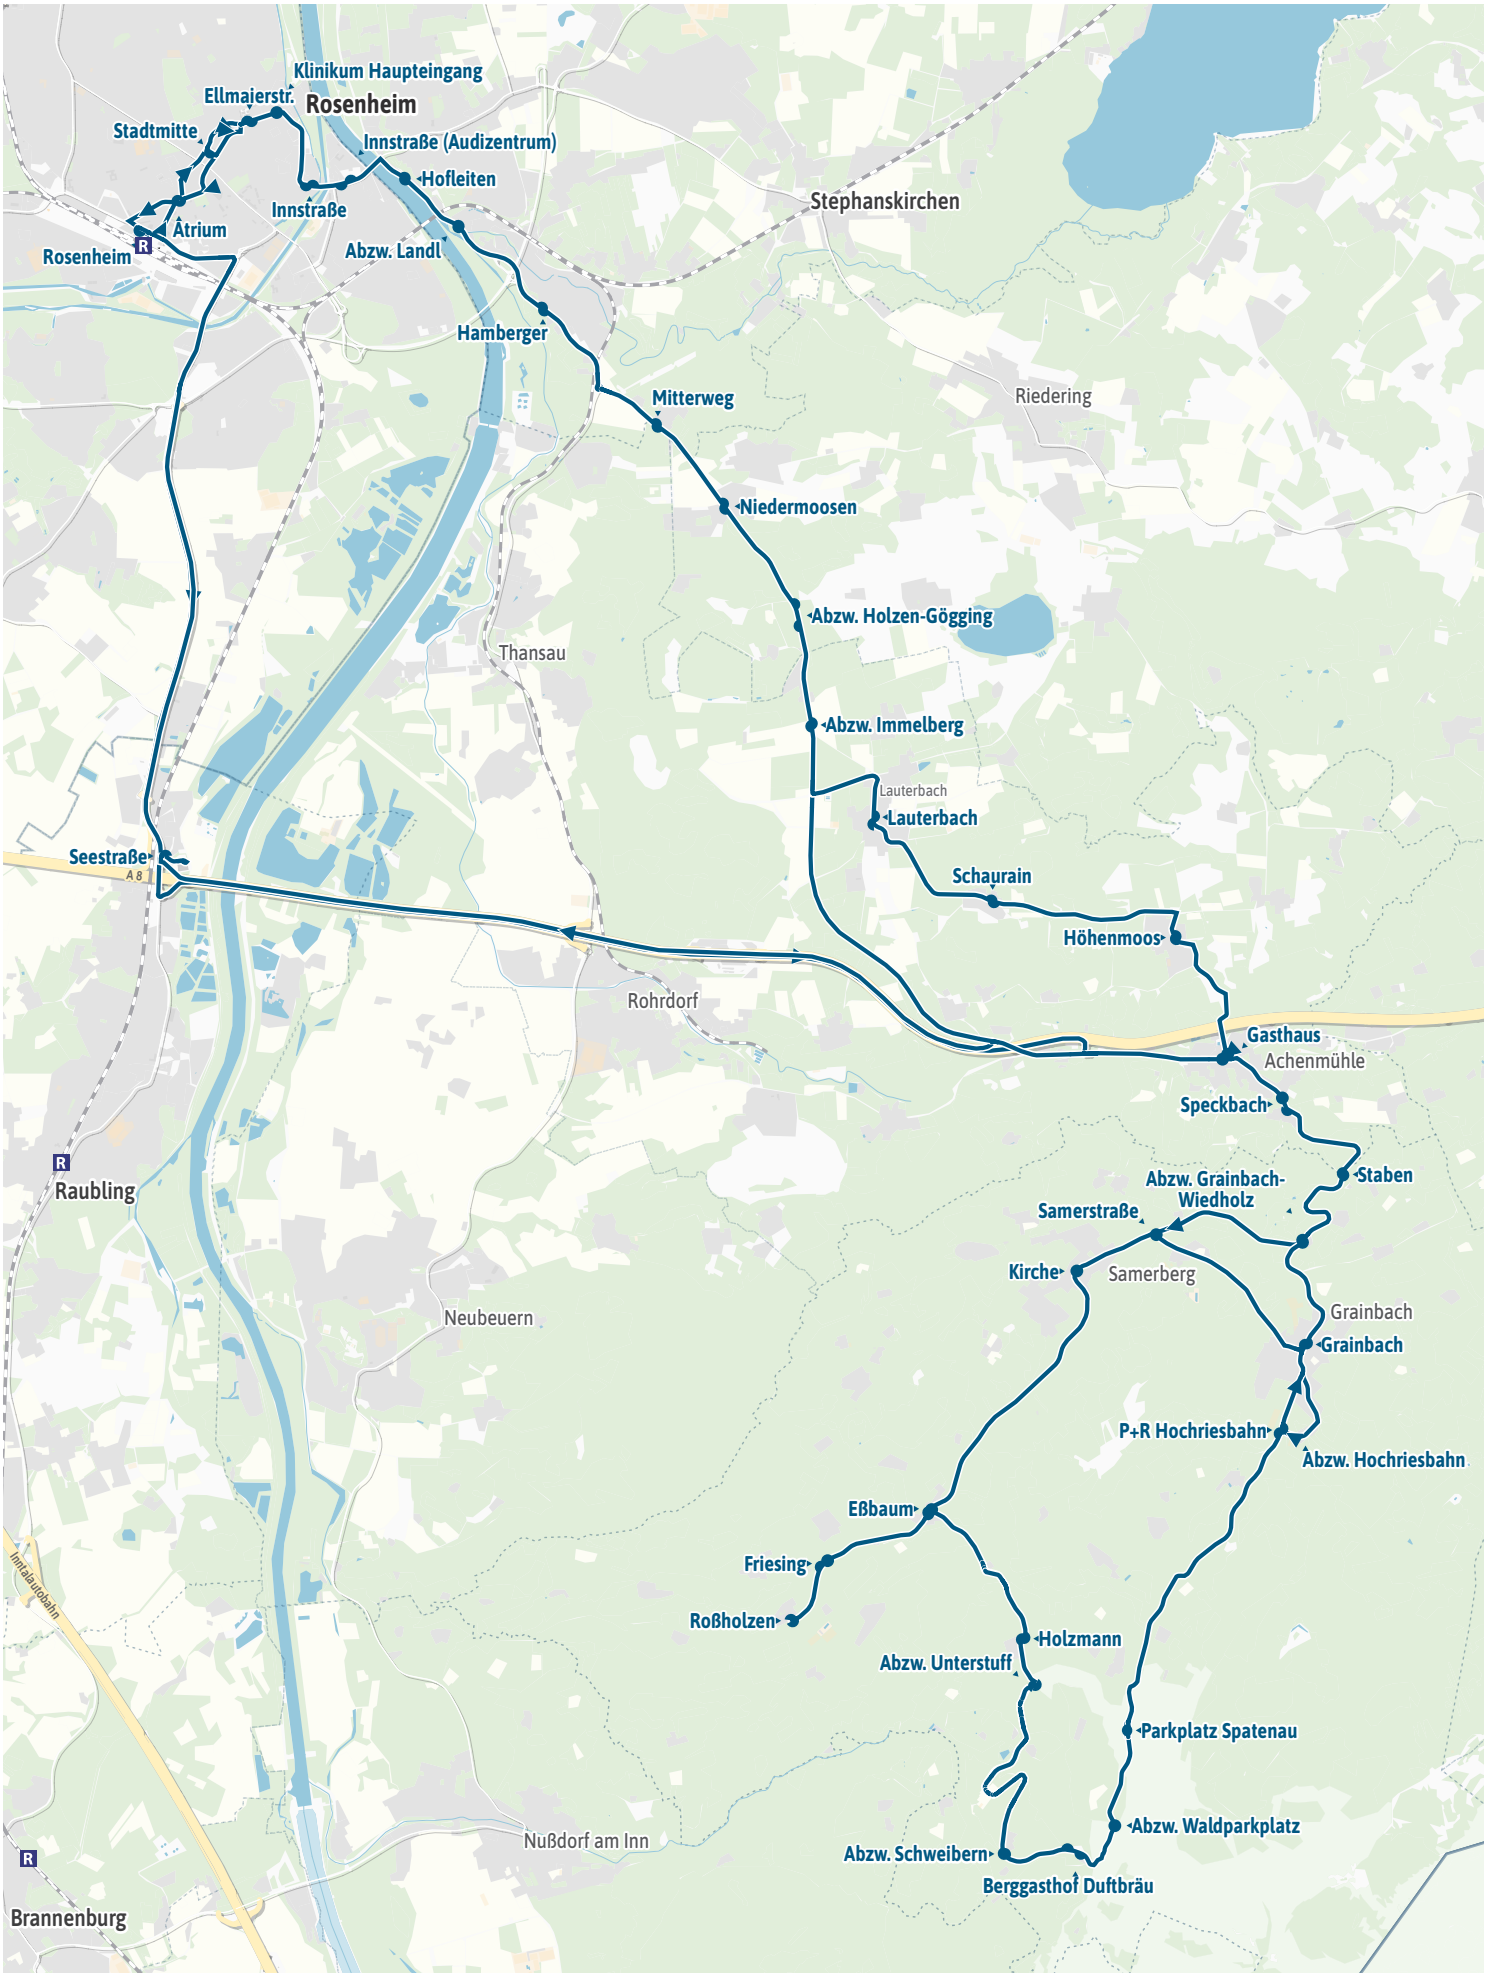 Klinikum Haupteingang
Ellmaierstr.
Rosenheim
Stadtmitte
Innstraße (Audizentrum)
Hofleiten
Stephanskirchen
Innstraße
Atrium
R
Rosenheim
Abzw. Landl
Hamberger
Mitterweg
Riedering
Niedermoosen
Abzw. Holzen-Gögging
Thansau
Abzw. Immelberg
Lauterbach
Lauterbach
Seestraße
A 8
Schaurain
Höhenmoos
Rohrdorf
Gasthaus
Achenmühle
Speckbach
R
Raubling
Staben
Abzw. Grainbach-
Wiedholz
Samerstraße
Kirche
Samerberg
Grainbach
Neubeuern
Grainbach
P+R Hochriesbahn
Abzw. Hochriesbahn
Eßbaum
Friesing
Inntalautobahn
Roßholzen
Holzmann
Abzw. Unterstuff
Parkplatz Spatenau
Abzw. Waldparkplatz
Nußdorf am Inn
Abzw. Schweibern
R
Berggasthof Duftbräu
Brannenburg